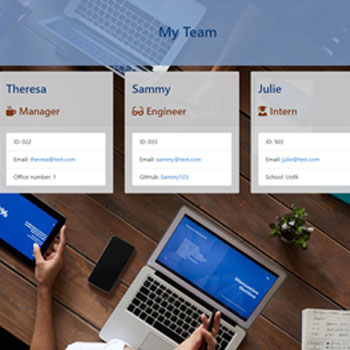 My Team
Theresa
Manager
ID: 022
Email: theresa@test.com
Office number: 1
Sammy
Engineer
ID: 033
Email: sammy@test.com
GitHub: Sammy123
Julie
Intern
ID: 503
Email: julie@test.com
School: UofA